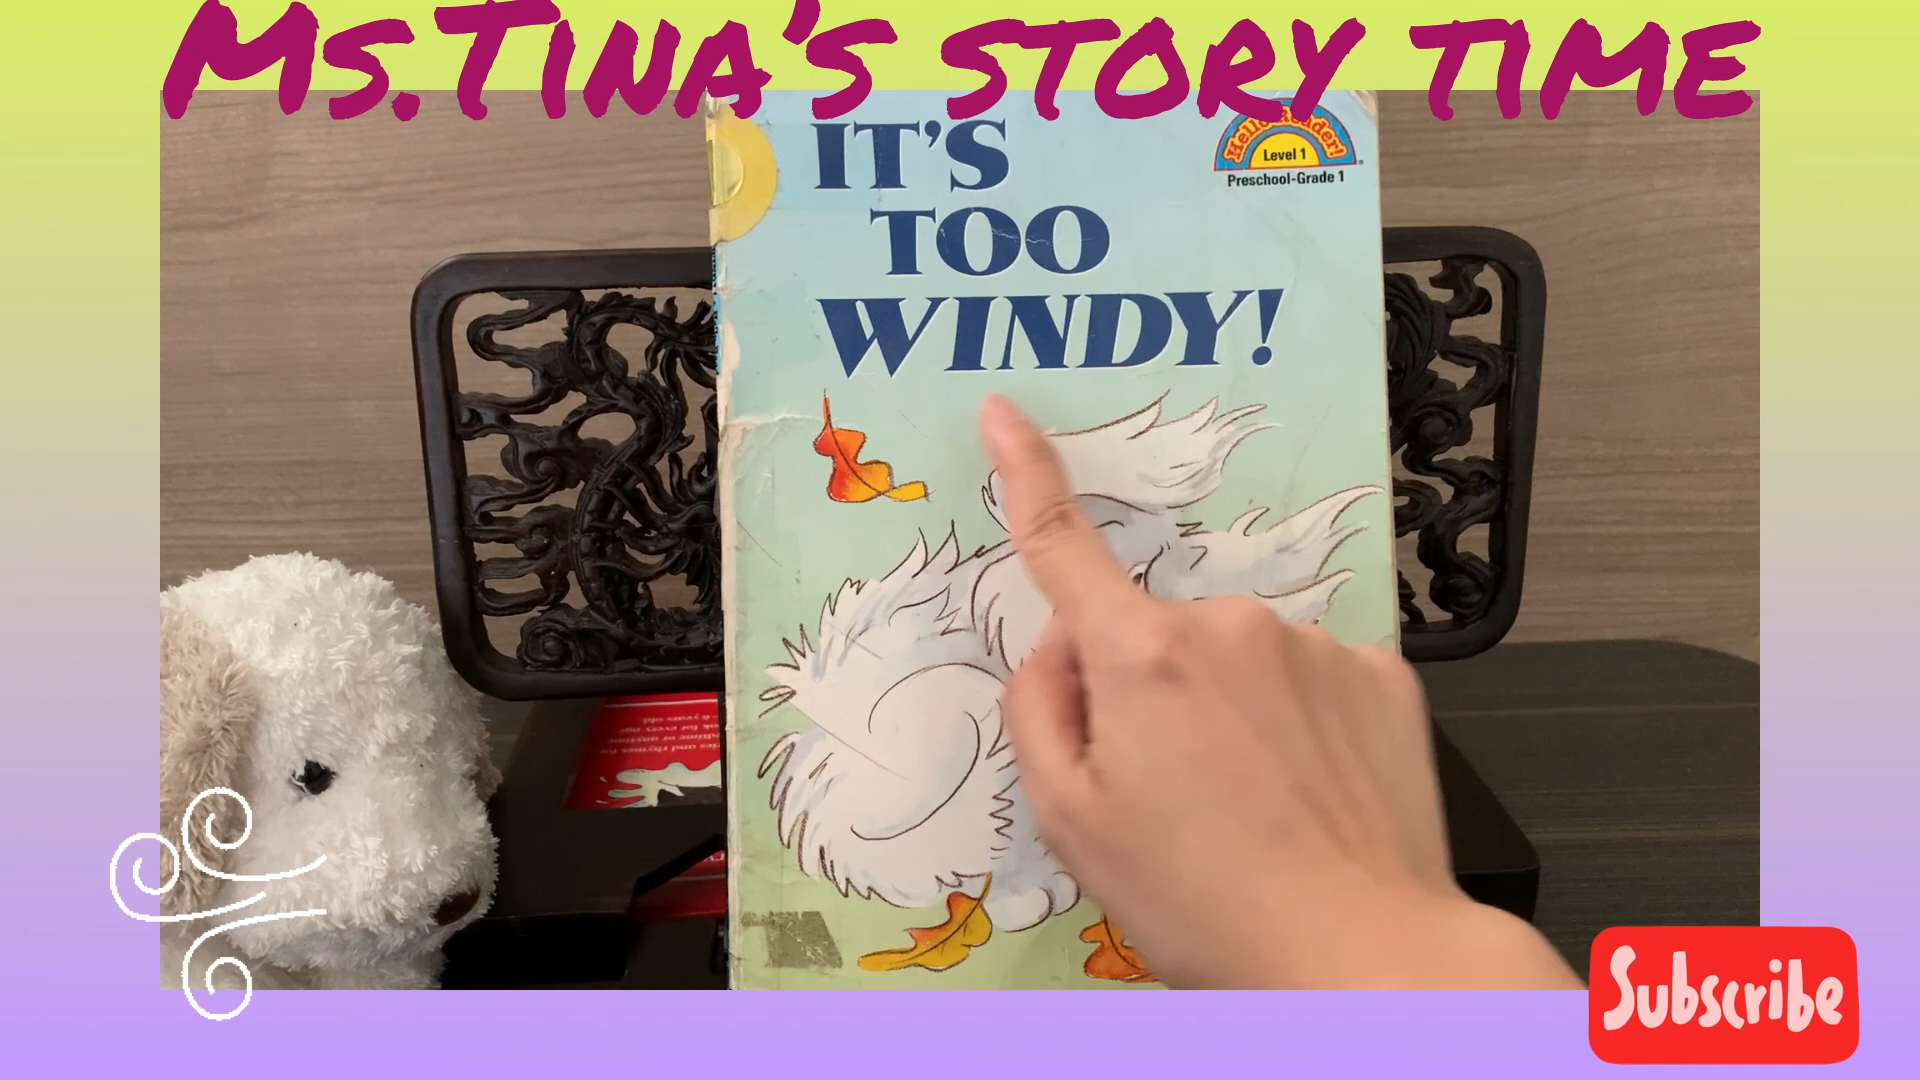 Ms.Tina's story time
IT'S
TOO
WINDY!
Hello Reader!
Level 1
Preschool-Grade 1
Subscribe